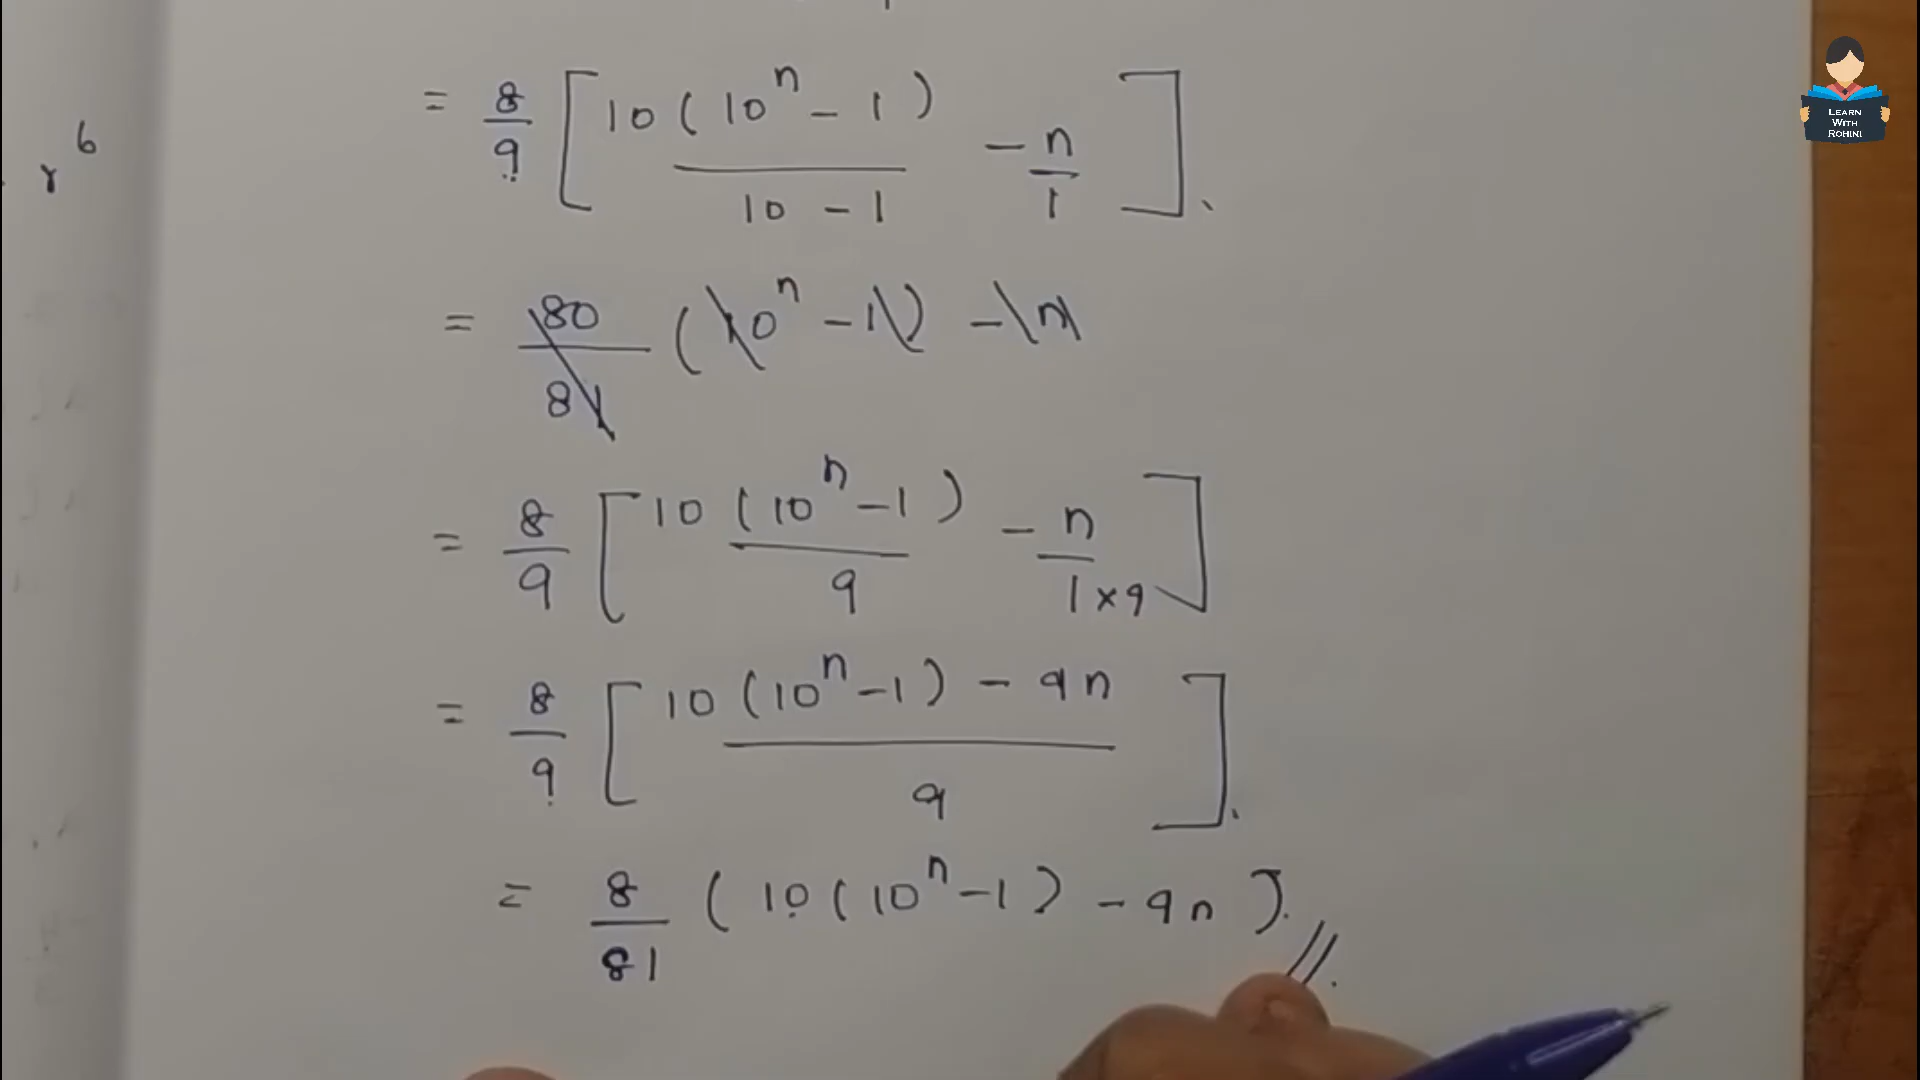 = 8/9 [ 10(10^n - 1)/10 - 1 - n/1 ].
r^6
= 80/81 (10^n - 1) - n
= 8/9 [ 10(10^n - 1)/9 - n/1×9 ]
= 8/9 [ 10(10^n - 1) - 9n/9 ].
= 8/81 (10(10^n - 1) - 9n).//.
LEARN
WITH
ROHINI